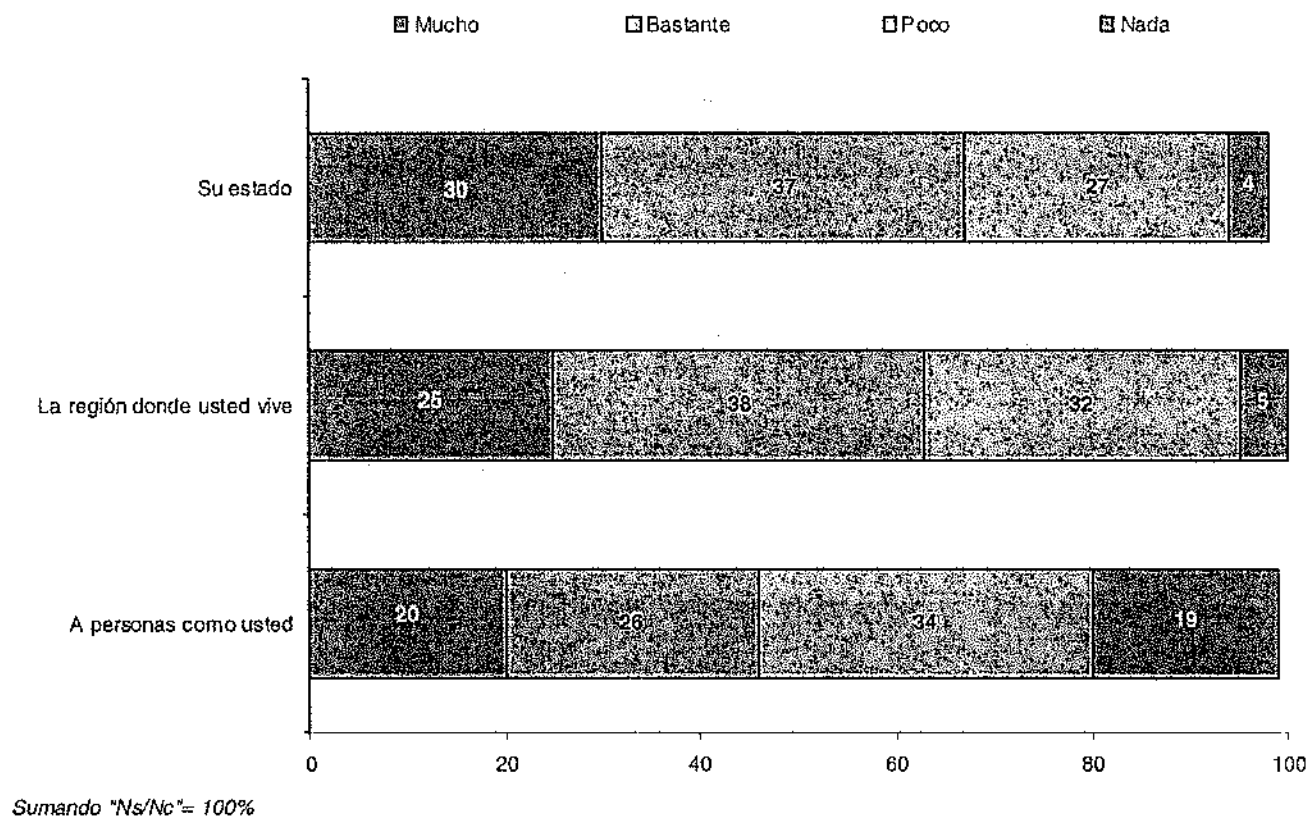 Mucho Bastante Poco Nada
Su estado
30 37 27 4
La región donde usted vive
25 38 32 5
A personas como usted
20 26 34 19
0 20 40 60 80 100
Sumando "Ns/Nc"= 100%